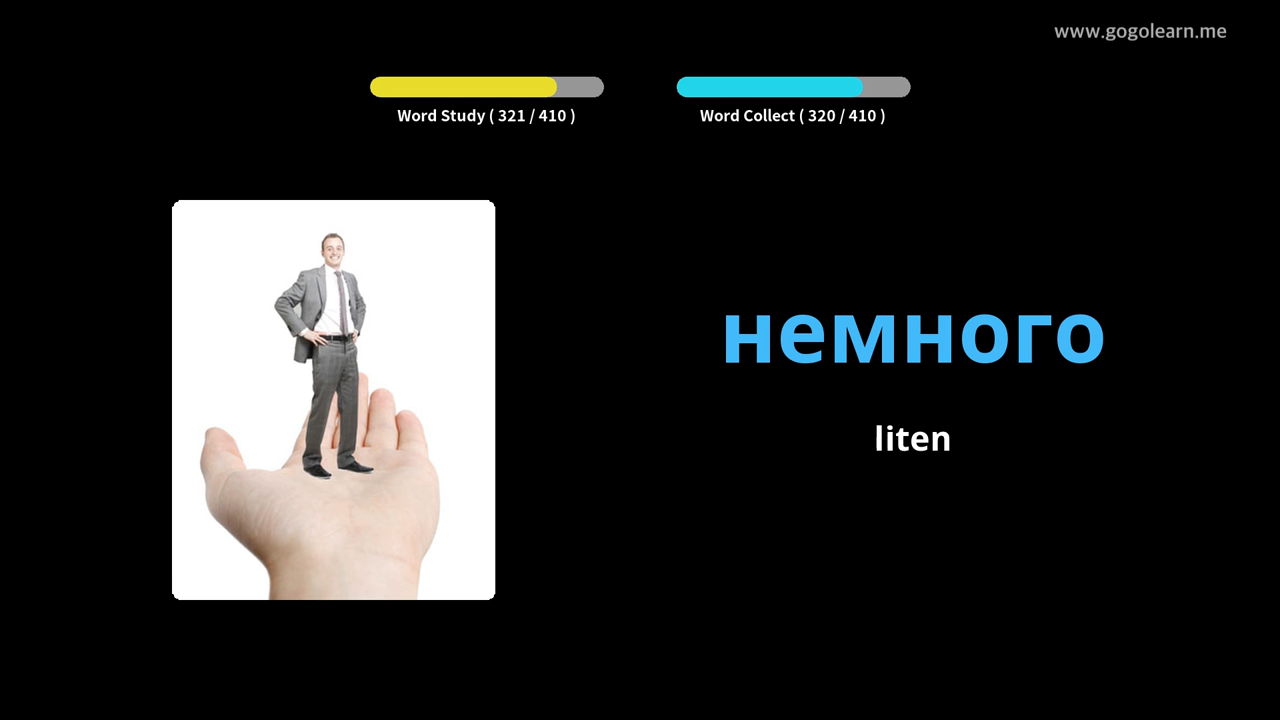 www.gogolearn.me
Word Study ( 321 / 410 )
Word Collect ( 320 / 410 )
немного
liten